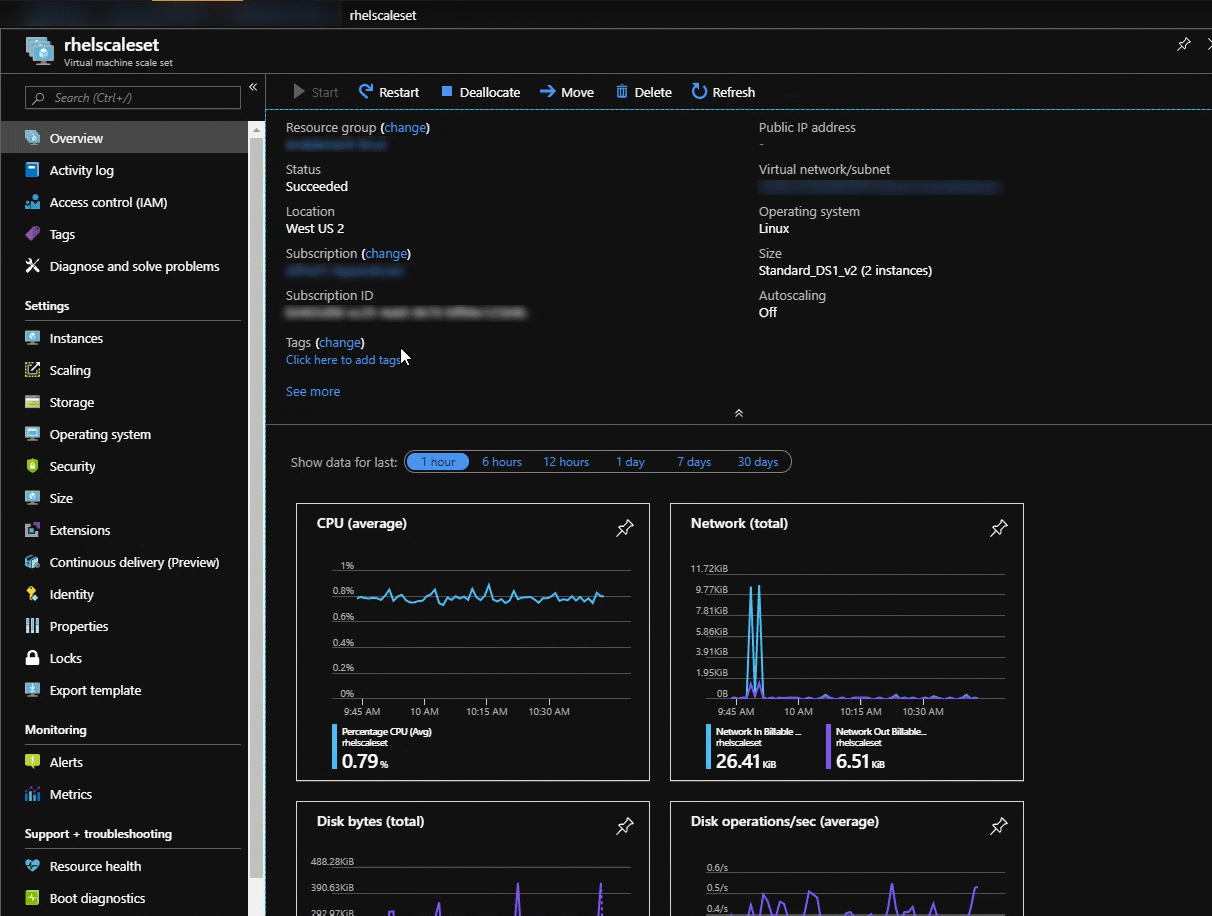 rhelscaleset
rhelscaleset
Virtual machine scale set
Search (Ctrl+/)
«
Overview
Activity log
Access control (IAM)
Tags
Diagnose and solve problems
Settings
Instances
Scaling
Storage
Operating system
Security
Size
Extensions
Continuous delivery (Preview)
Identity
Properties
Locks
Export template
Monitoring
Alerts
Metrics
Support + troubleshooting
Resource health
Boot diagnostics
Start Restart Deallocate Move Delete Refresh
Resource group (change)
Status
Succeeded
Location
West US 2
Subscription (change)
Subscription ID
Tags (change)
Click here to add tags
See more
Public IP address
-
Virtual network/subnet
Operating system
Linux
Size
Standard_DS1_v2 (2 instances)
Autoscaling
Off
Show data for last: 1 hour 6 hours 12 hours 1 day 7 days 30 days
CPU (average)
1%
0.8%
0.6%
0.4%
0.2%
0%
9:45 AM 10 AM 10:15 AM 10:30 AM
Percentage CPU (Avg)
rhelscaleset
0.79 %
Network (total)
11.72KiB
9.77KiB
7.81KiB
5.86KiB
3.91KiB
1.95KiB
0B
9:45 AM 10 AM 10:15 AM 10:30 AM
Network In Billable ...
rhelscaleset
26.41 KiB
Network Out Billable...
rhelscaleset
6.51 KiB
Disk bytes (total)
488.28KiB
390.63KiB
292.97KiB
Disk operations/sec (average)
0.6/s
0.5/s
0.4/s